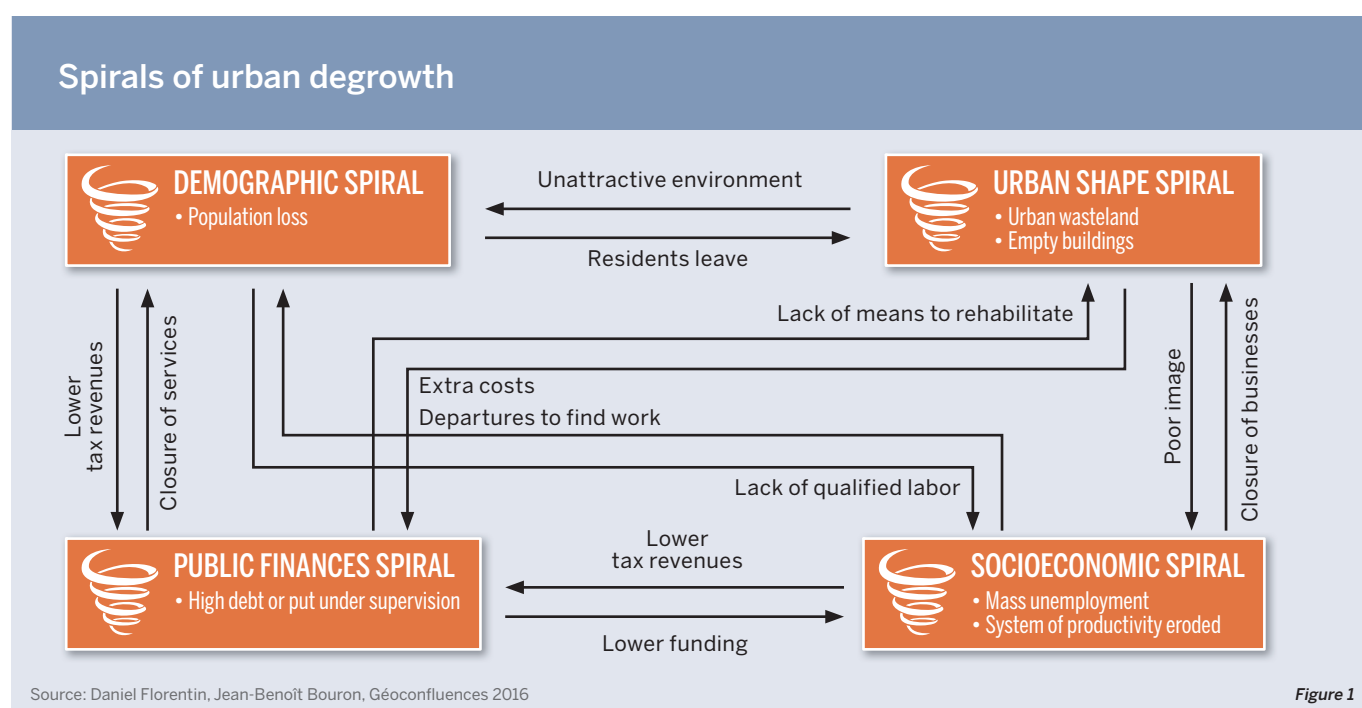 Spirals of urban degrowth
DEMOGRAPHIC SPIRAL
• Population loss
Unattractive environment
Residents leave
URBAN SHAPE SPIRAL
• Urban wasteland
• Empty buildings
Lower
tax revenues
Closure of services
Lack of means to rehabilitate
Extra costs
Departures to find work
Lack of qualified labor
Poor image
Closure of businesses
PUBLIC FINANCES SPIRAL
• High debt or put under supervision
Lower
tax revenues
Lower funding
SOCIOECONOMIC SPIRAL
• Mass unemployment
• System of productivity eroded
Source: Daniel Florentin, Jean-Benoît Bouron, Géoconfluences 2016
Figure 1